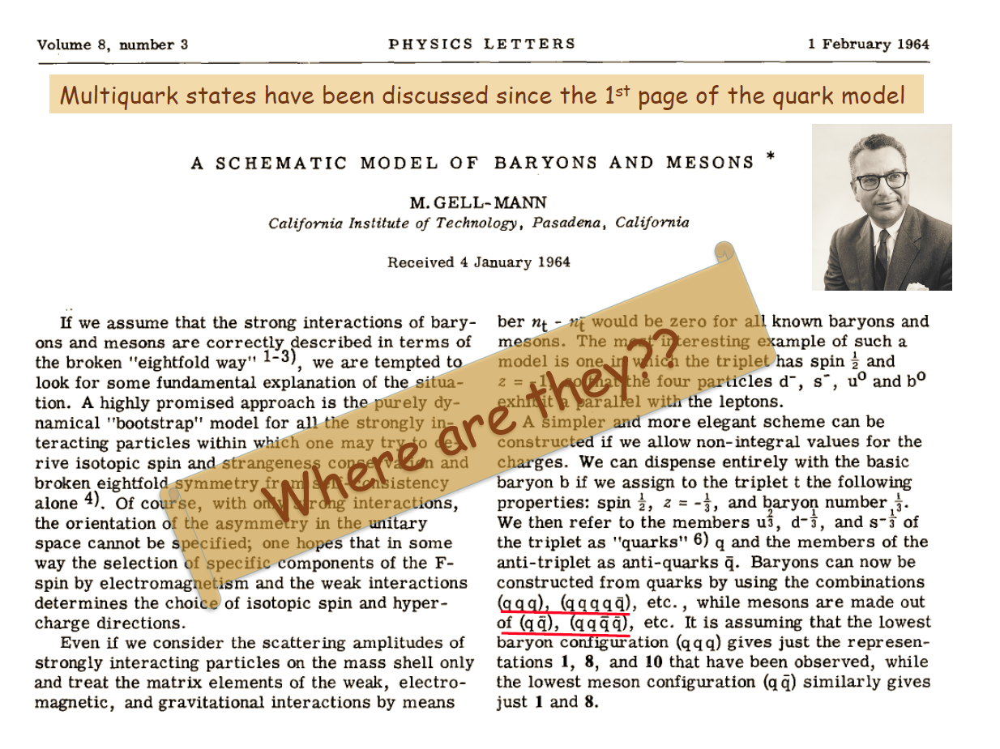 Volume 8, number 3 PHYSICS LETTERS 1 February 1964
Multiquark states have been discussed since the 1st page of the quark model
A SCHEMATIC MODEL OF BARYONS AND MESONS *
M. GELL-MANN
California Institute of Technology, Pasadena, California
Received 4 January 1964
If we assume that the strong interactions of bary-
ons and mesons are correctly described in terms of
the broken "eightfold way" 1-3), we are tempted to
look for some fundamental explanation of the situa-
tion. A highly promised approach is the purely dy-
namical "bootstrap" model for all the strongly in-
teracting particles within which one may try to de-
rive isotopic spin and strangeness conservation and
broken eightfold symmetry from self-consistency
alone 4). Of course, with only strong interactions,
the orientation of the asymmetry in the unitary
space cannot be specified; one hopes that in some
way the selection of specific components of the F-
spin by electromagnetism and the weak interactions
determines the choice of isotopic spin and hyper-
charge directions.
Even if we consider the scattering amplitudes of
strongly interacting particles on the mass shell only
and treat the matrix elements of the weak, electro-
magnetic, and gravitational interactions by means
ber nt - nt̄ would be zero for all known baryons and
mesons. The most interesting example of such a
model is one in which the triplet has spin ½ and
z = -1, so that the four particles d⁻, s⁻, u⁰ and b⁰
exhibit a parallel with the leptons.
A simpler and more elegant scheme can be
constructed if we allow non-integral values for the
charges. We can dispense entirely with the basic
baryon b if we assign to the triplet t the following
properties: spin ½, z = -⅓, and baryon number ⅓.
We then refer to the members u⅔, d-⅓, and s-⅓ of
the triplet as "quarks" 6) q and the members of the
anti-triplet as anti-quarks q̄. Baryons can now be
constructed from quarks by using the combinations
(qqq), (qqqqq̄), etc., while mesons are made out
of (qq̄), (qqq̄q̄), etc. It is assuming that the lowest
baryon configuration (qqq) gives just the represen-
tations 1, 8, and 10 that have been observed, while
the lowest meson configuration (qq̄) similarly gives
just 1 and 8.
Where are they??